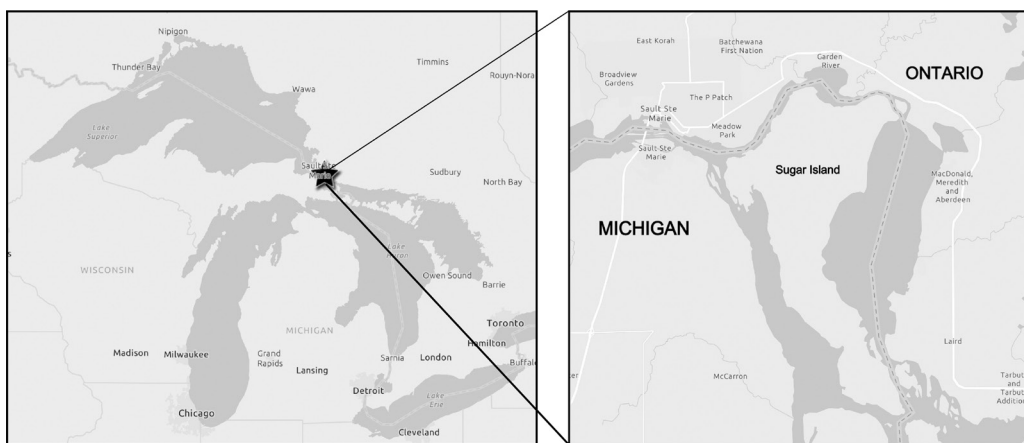 Nipigon
Thunder Bay
Timmins
Rouyn-Nora
Wawa
Lake
Superior
Sault Ste
Sudbury
North Bay
WISCONSIN
Lake
Huron
Owen Sound
Barrie
MICHIGAN
Toronto
Hamilton
Madison
Milwaukee
Grand
Rapids
Lansing
Sarnia
London
Buffalo
Detroit
Lake
Erie
Chicago
Cleveland
East Korah
Batchewana
First Nation
Garden
River
ONTARIO
Broadview
Gardens
The P Patch
Sault Ste
Marie
Meadow
Park
Sault Ste
Marie
Sugar Island
MacDonald,
Meredith
and
Aberdeen
MICHIGAN
Laird
McCarron
Tarbut
and
Tarbut
Addition